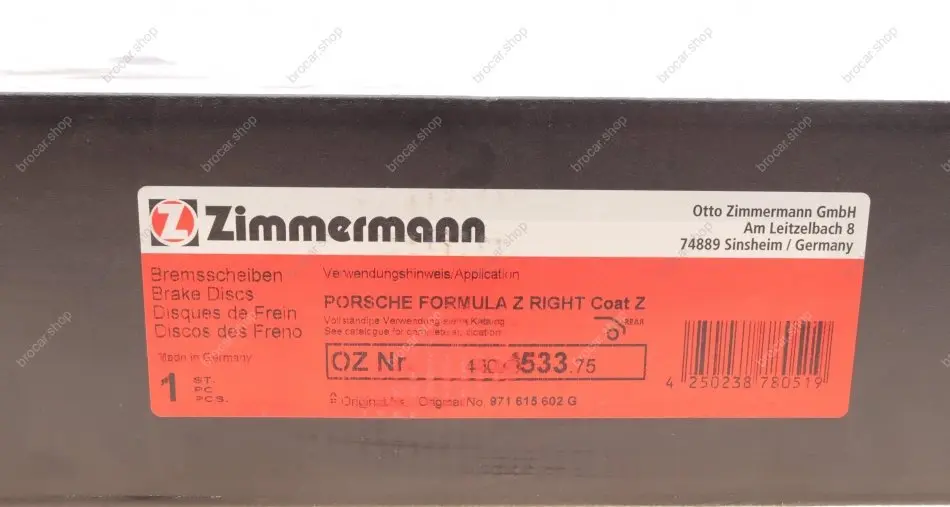 Z Zimmermann
Otto Zimmermann GmbH
Am Leitzelbach 8
74889 Sinsheim / Germany
Bremsscheiben
Brake Discs
Disques de Frein
Discos des Freno
Made in Germany
1 ST.
PC
PCS.
Verwendungshinweis/Application
PORSCHE FORMULA Z RIGHT Coat Z
Vollständige Verwendung siehe Katalog
See catalogue for complete application
REAR
OZ Nr
533.75
Original No. 971 615 602 G
4 250238 780519
brocar.shop